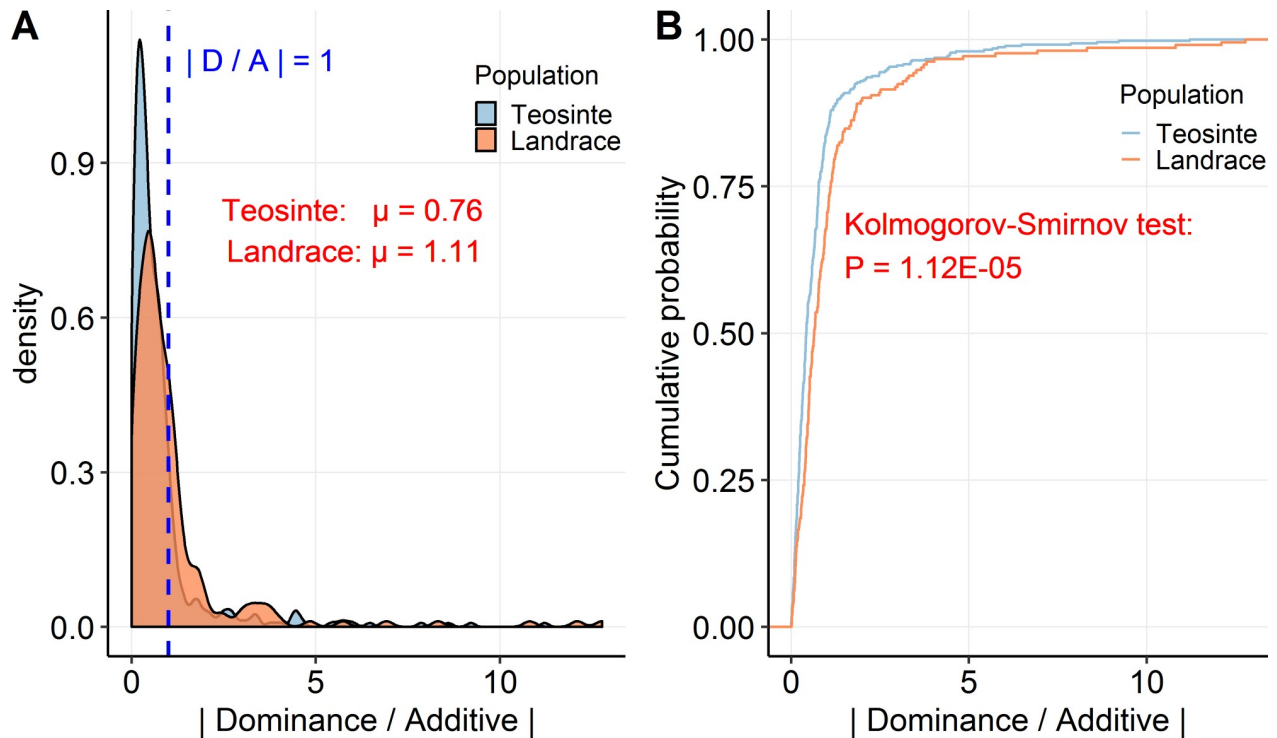 A
| D / A | = 1
Population
Teosinte
Landrace
Teosinte: μ = 0.76
Landrace: μ = 1.11
density
0.9
0.6
0.3
0.0
0
5
10
| Dominance / Additive |
B
Population
Teosinte
Landrace
Kolmogorov-Smirnov test:
P = 1.12E-05
Cumulative probability
1.00
0.75
0.50
0.25
0.00
0
5
10
| Dominance / Additive |